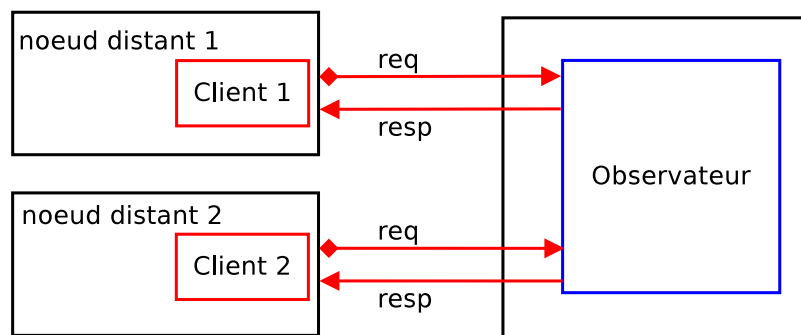 noeud distant 1
Client 1
req
resp
Observateur
noeud distant 2
Client 2
req
resp